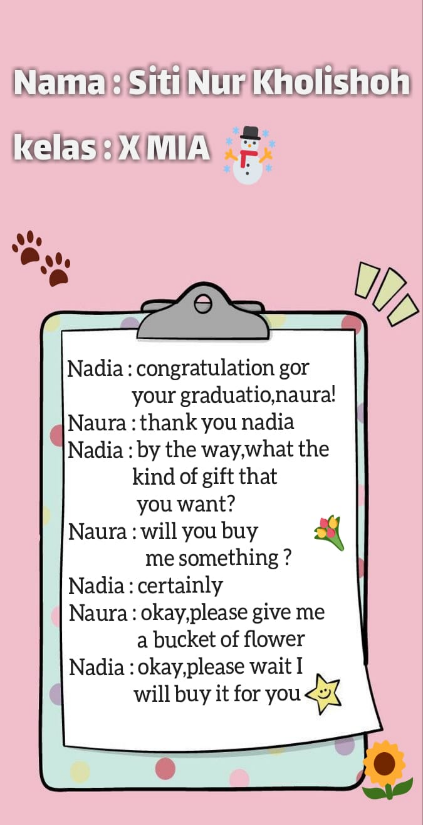 Nama : Siti Nur Kholishoh
kelas : X MIA
Nadia : congratulation gor
your graduatio,naura!
Naura : thank you nadia
Nadia : by the way,what the
kind of gift that
you want?
Naura : will you buy
me something ?
Nadia : certainly
Naura : okay,please give me
a bucket of flower
Nadia : okay,please wait I
will buy it for you